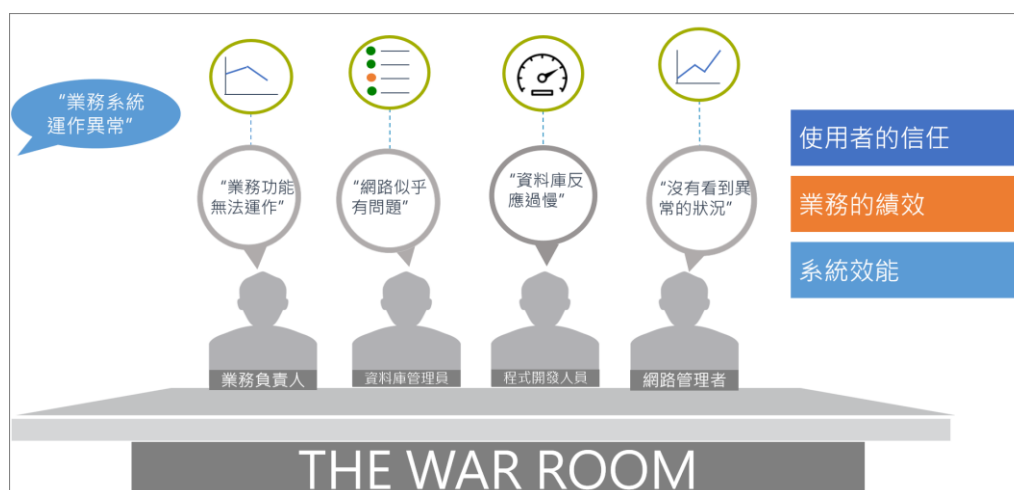 “業務系統
運作異常”
“業務功能
無法運作”
“網路似乎
有問題”
“資料庫反
應過慢”
“沒有看到異
常的狀況”
使用者的信任
業務的績效
系統效能
業務負責人
資料庫管理員
程式開發人員
網路管理者
THE WAR ROOM